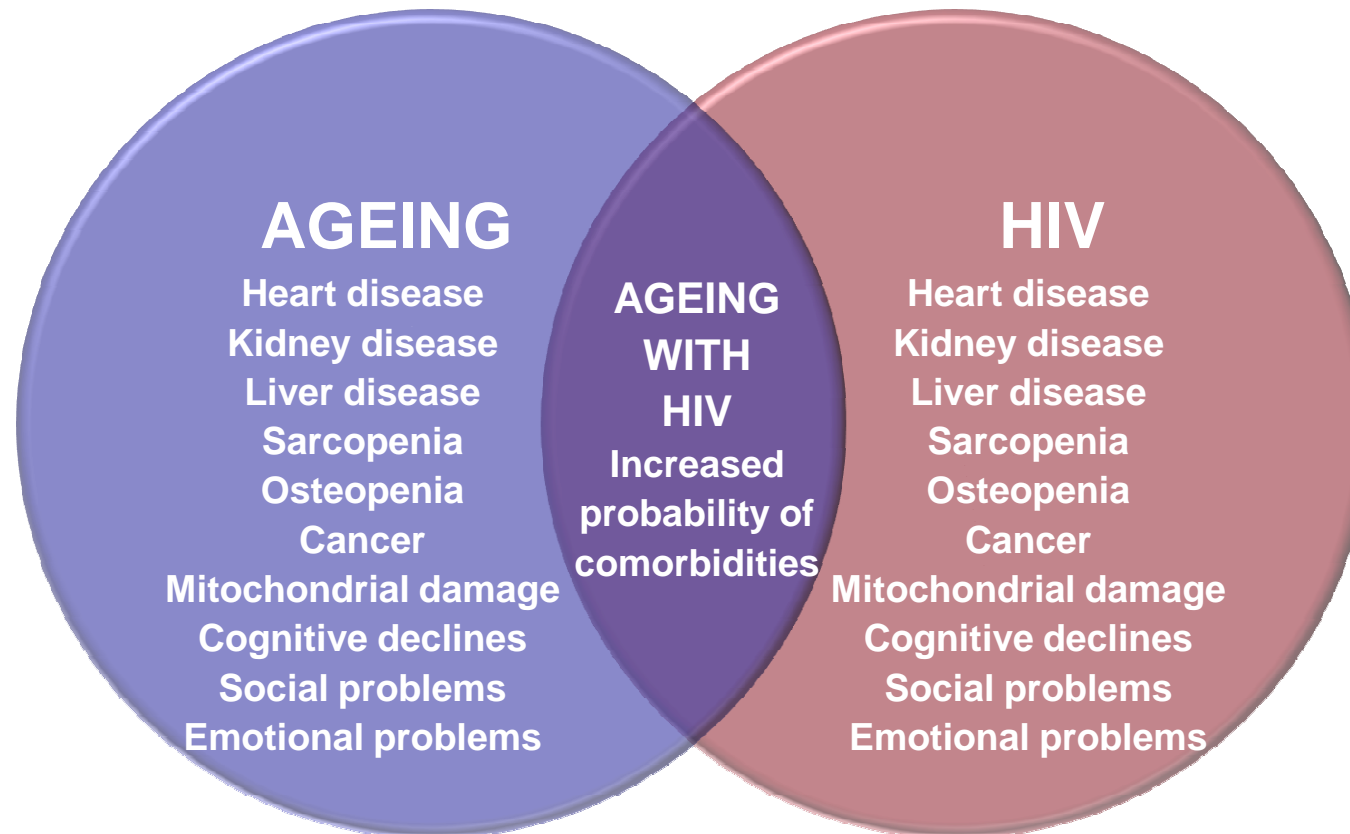 AGEING
Heart disease
Kidney disease
Liver disease
Sarcopenia
Osteopenia
Cancer
Mitochondrial damage
Cognitive declines
Social problems
Emotional problems
AGEING
WITH
HIV
Increased
probability of
comorbidities
HIV
Heart disease
Kidney disease
Liver disease
Sarcopenia
Osteopenia
Cancer
Mitochondrial damage
Cognitive declines
Social problems
Emotional problems